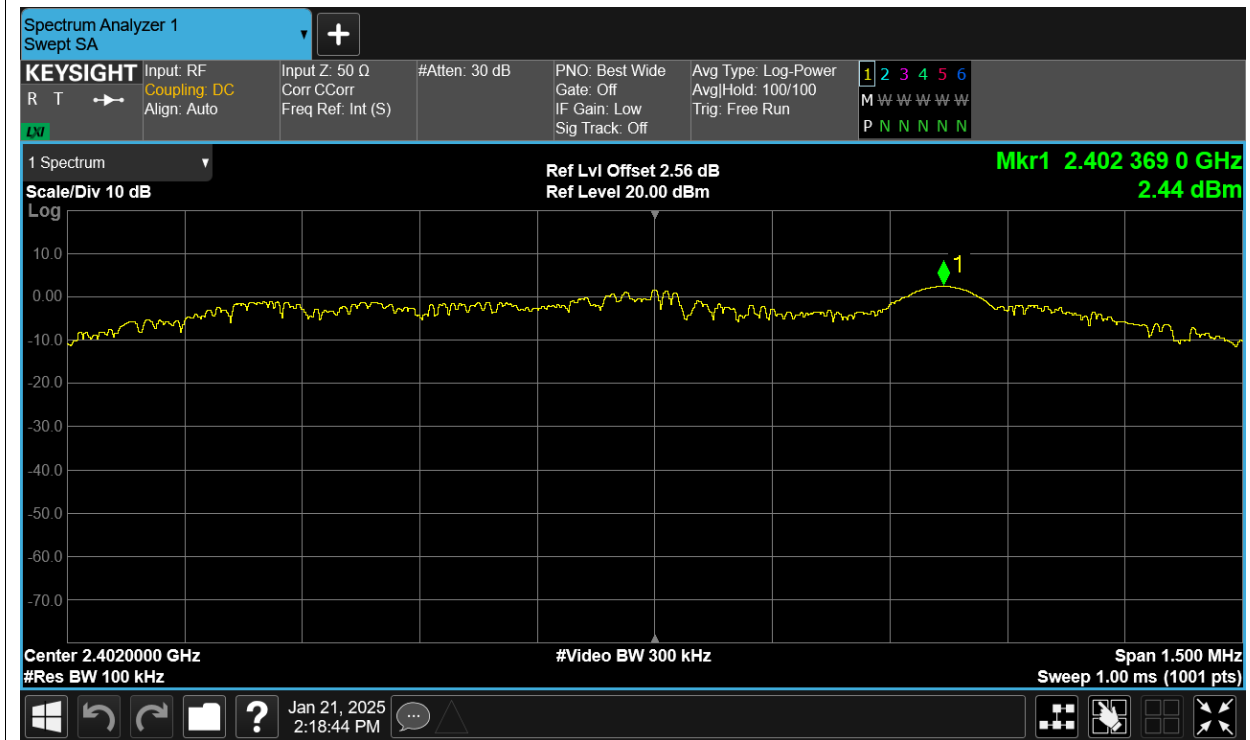 Spectrum Analyzer 1
Swept SA
KEYSIGHT
R T
LXI
Input: RF
Coupling: DC
Align: Auto
Input Z: 50 Ω
Corr CCorr
Freq Ref: Int (S)
#Atten: 30 dB
PNO: Best Wide
Gate: Off
IF Gain: Low
Sig Track: Off
Avg Type: Log-Power
Avg|Hold: 100/100
Trig: Free Run
1 2 3 4 5 6
M W W W W W
P N N N N N
1 Spectrum
Scale/Div 10 dB
Ref Lvl Offset 2.56 dB
Ref Level 20.00 dBm
Mkr1 2.402 369 0 GHz
2.44 dBm
Log
10.0
0.00
-10.0
-20.0
-30.0
-40.0
-50.0
-60.0
-70.0
1
Center 2.4020000 GHz
#Res BW 100 kHz
#Video BW 300 kHz
Span 1.500 MHz
Sweep 1.00 ms (1001 pts)
?
Jan 21, 2025
2:18:44 PM